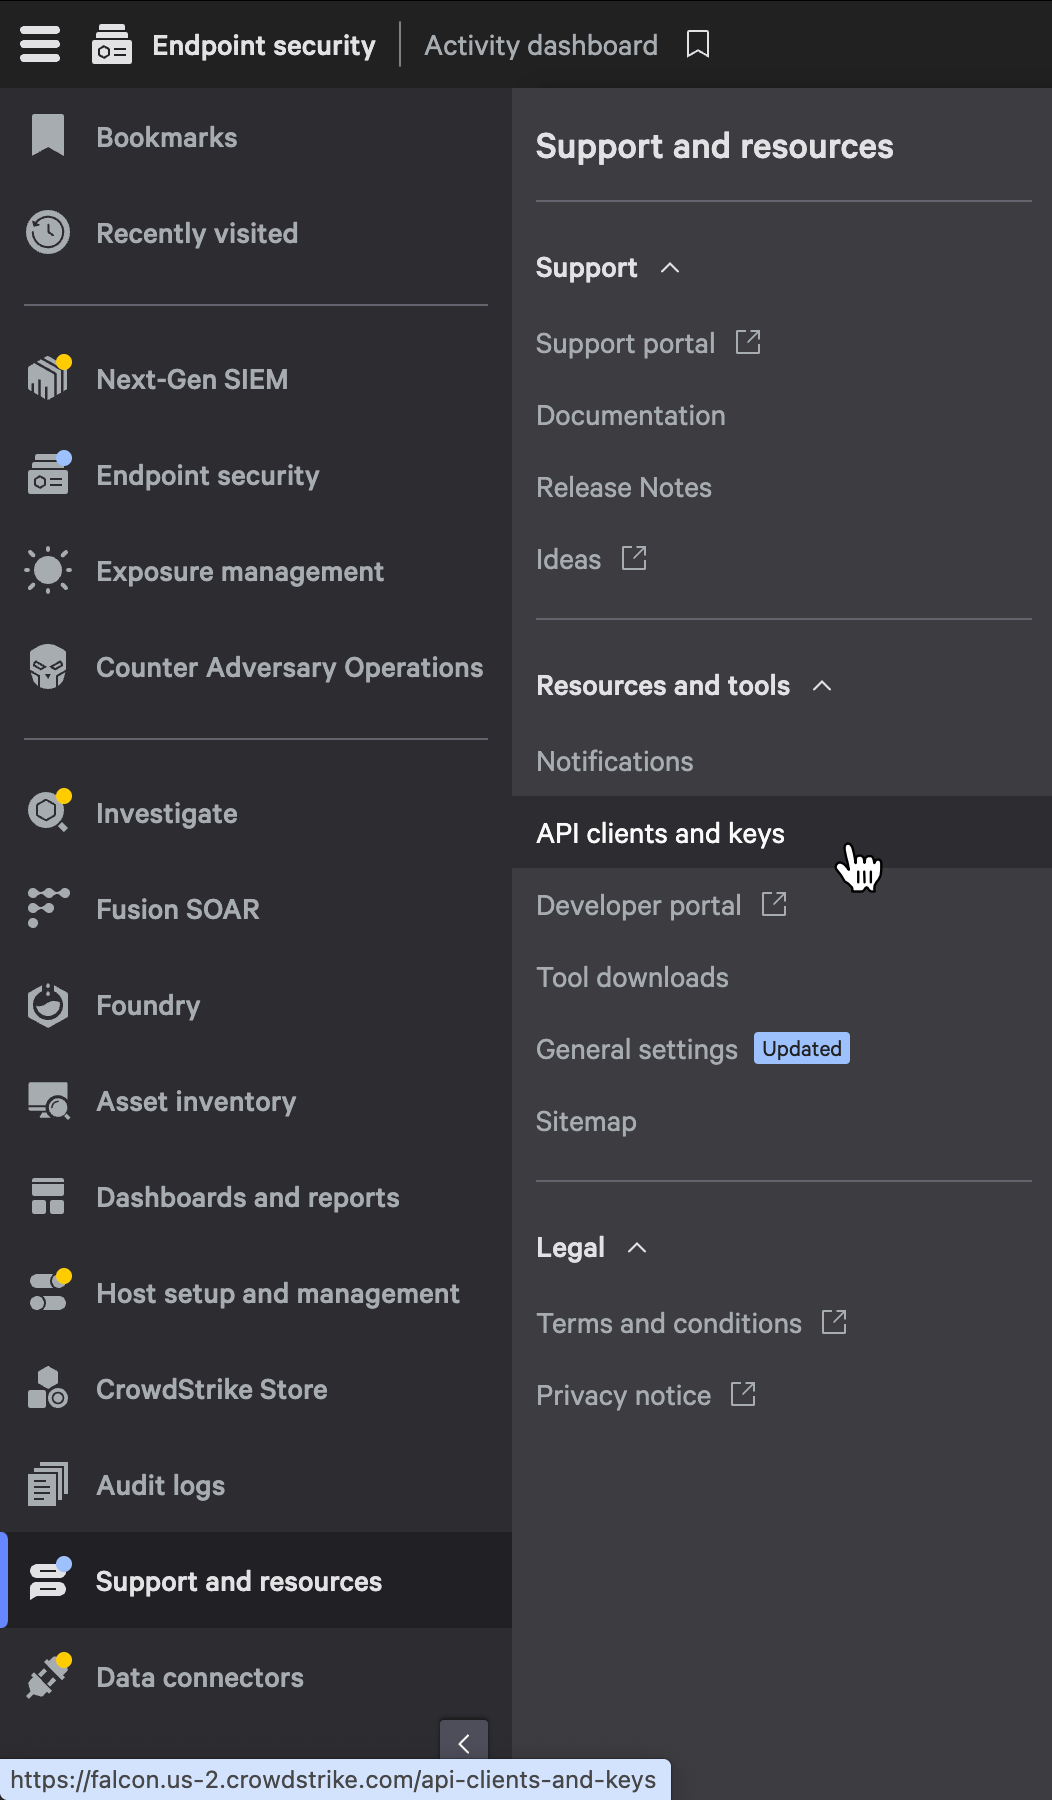 Endpoint security
Activity dashboard
Bookmarks
Recently visited
Next-Gen SIEM
Endpoint security
Exposure management
Counter Adversary Operations
Investigate
Fusion SOAR
Foundry
Asset inventory
Dashboards and reports
Host setup and management
CrowdStrike Store
Audit logs
Support and resources
Data connectors
Support and resources
Support
Support portal
Documentation
Release Notes
Ideas
Resources and tools
Notifications
API clients and keys
Developer portal
Tool downloads
General settings Updated
Sitemap
Legal
Terms and conditions
Privacy notice
https://falcon.us-2.crowdstrike.com/api-clients-and-keys